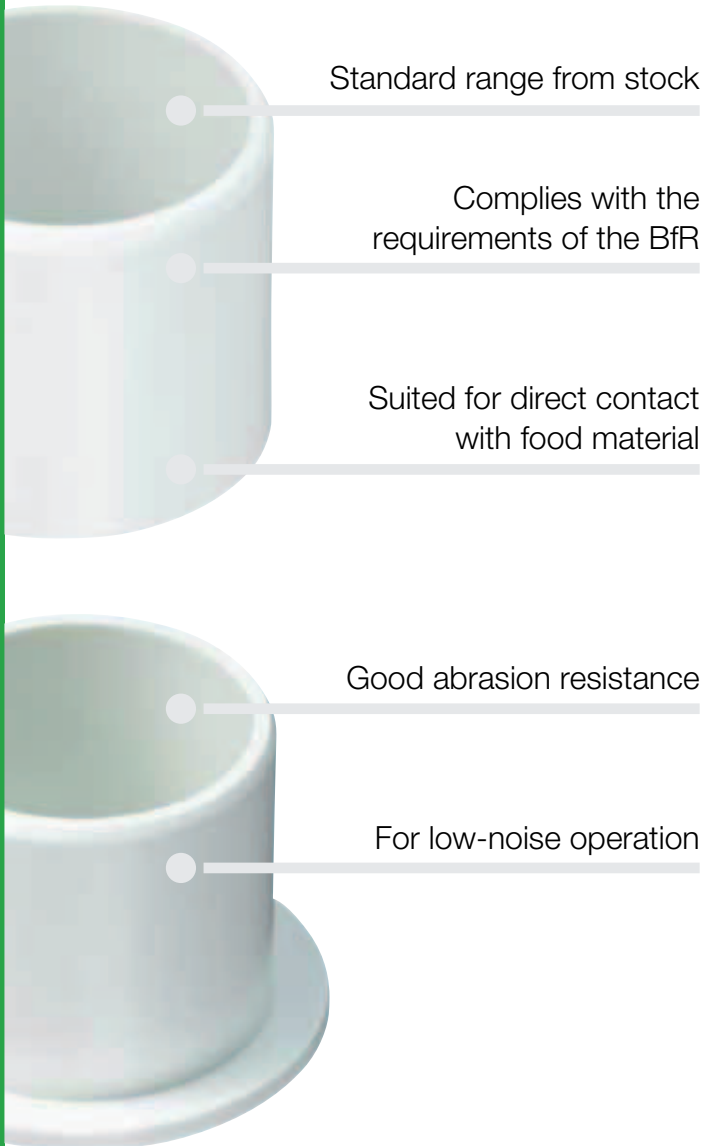 Standard range from stock
Complies with the
requirements of the BfR
Suited for direct contact
with food material
Good abrasion resistance
For low-noise operation